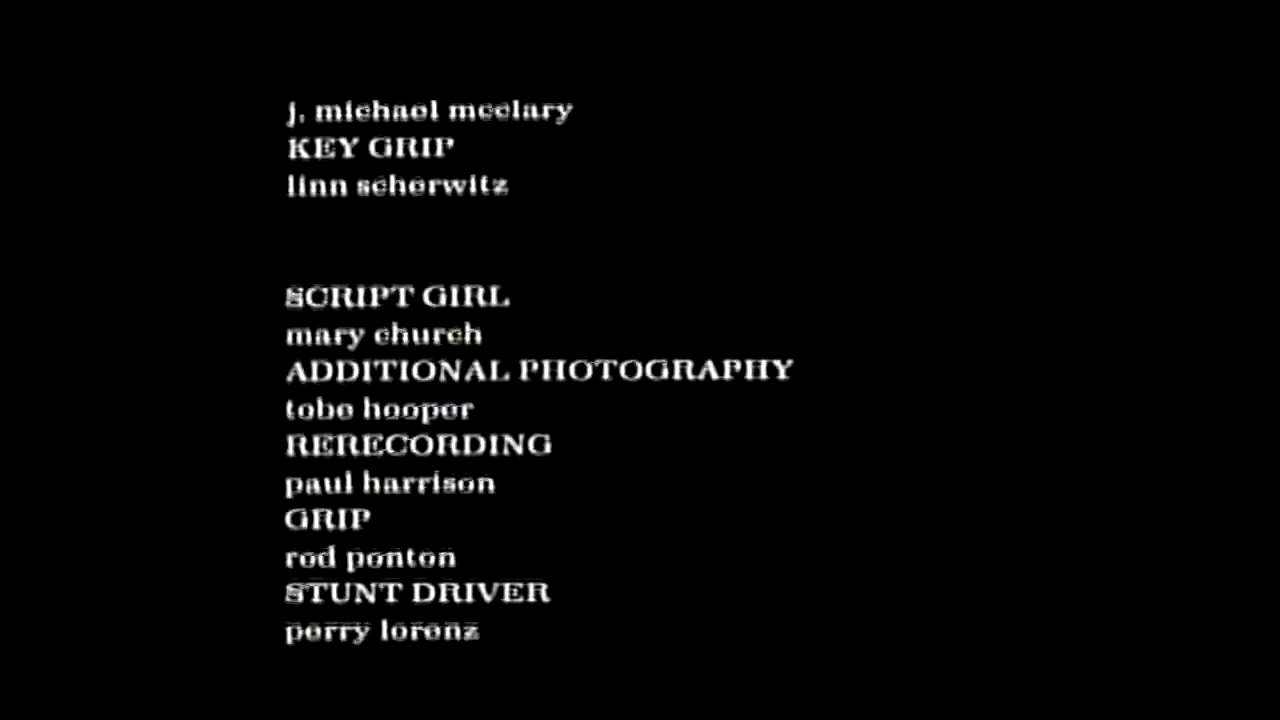 j. michael mcclary
KEY GRIP
linn scherwitz
SCRIPT GIRL
mary church
ADDITIONAL PHOTOGRAPHY
tobe hooper
RERECORDING
paul harrison
GRIP
rod ponton
STUNT DRIVER
perry lorenz